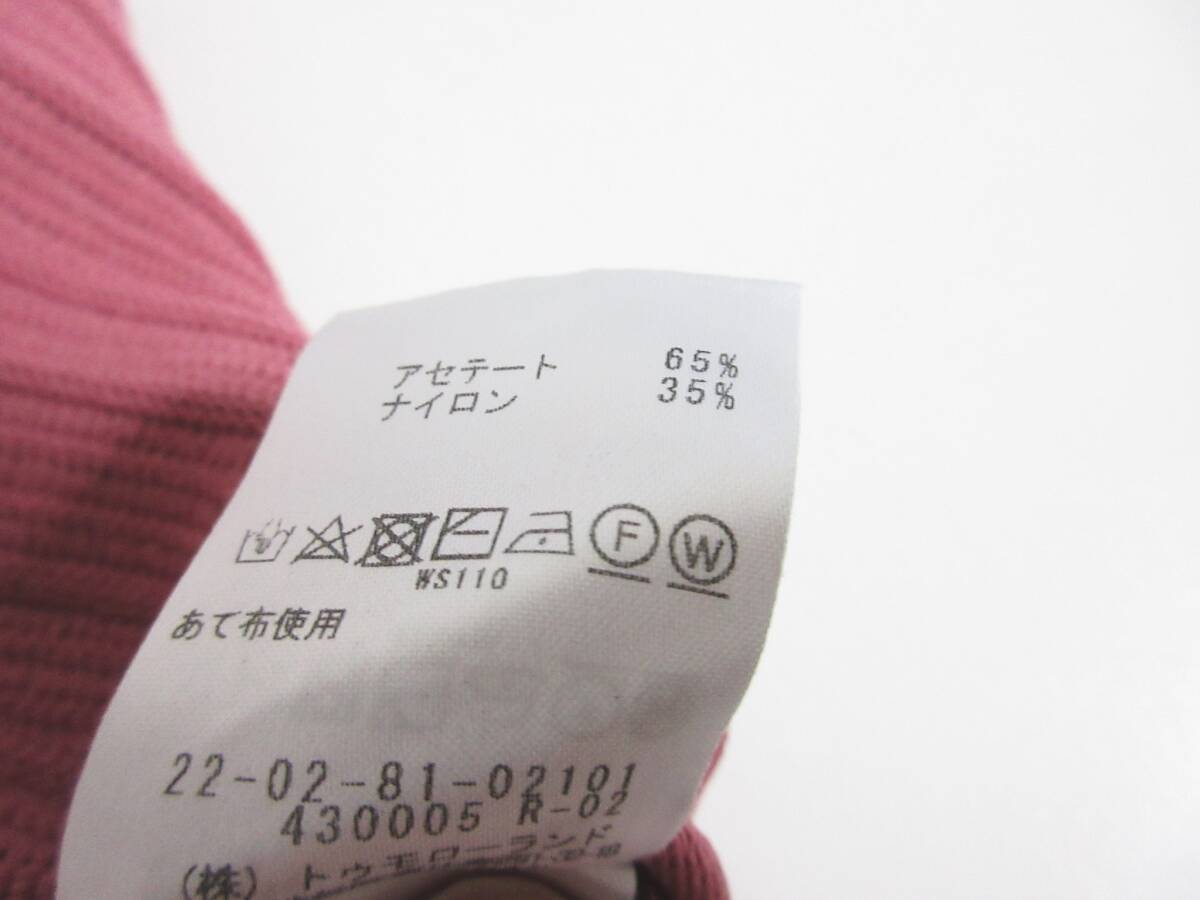 アセテート 65%
ナイロン 35%
F W
WS110
あて布使用
22-02-81-02101
430005 R-02
(株) トゥモローランド